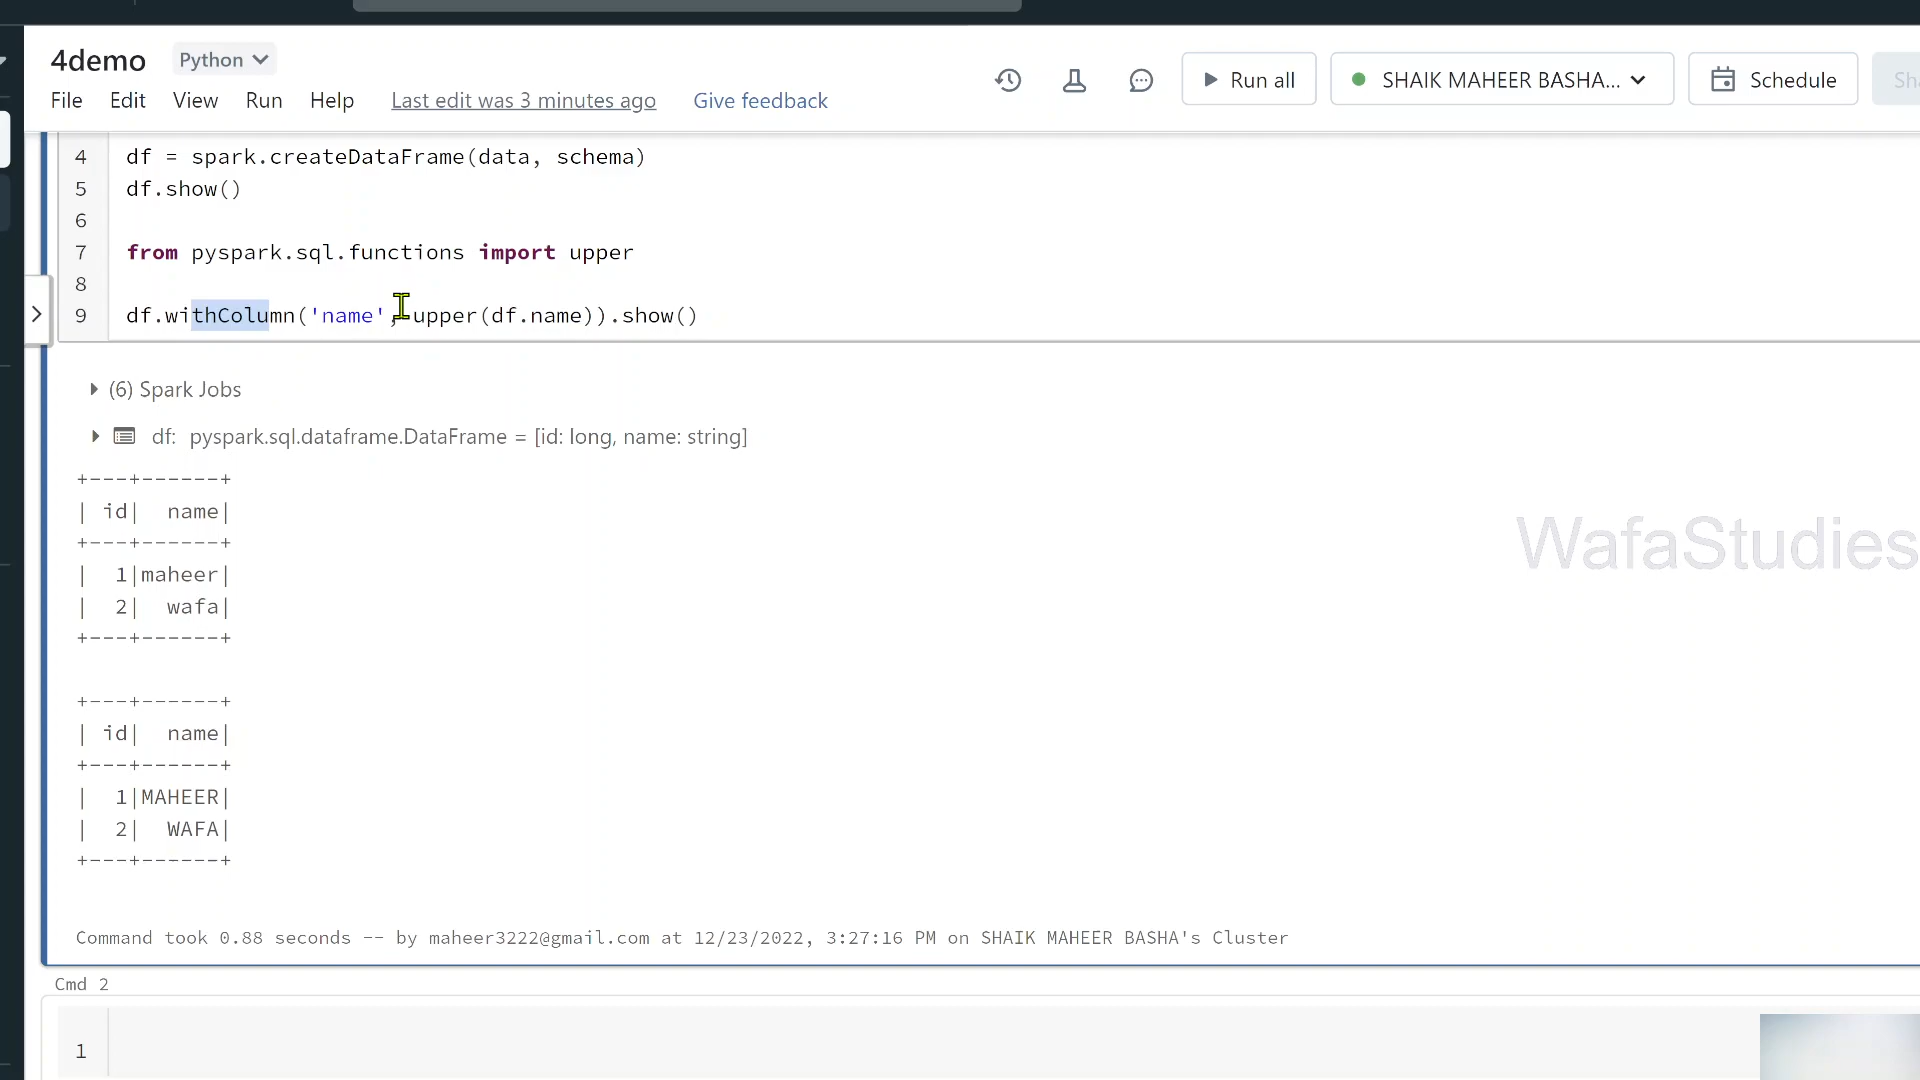 4demo Python
File Edit View Run Help Last edit was 3 minutes ago Give feedback
Run all SHAIK MAHEER BASHA... Schedule
4 df = spark.createDataFrame(data, schema)
5 df.show()
6
7 from pyspark.sql.functions import upper
8
9 df.withColumn('name', upper(df.name)).show()
(6) Spark Jobs
df: pyspark.sql.dataframe.DataFrame = [id: long, name: string]
+---+------+
| id|  name|
+---+------+
|  1|maheer|
|  2|  wafa|
+---+------+
+---+------+
| id|  name|
+---+------+
|  1|MAHEER|
|  2|  WAFA|
+---+------+
WafaStudies
Command took 0.88 seconds -- by maheer3222@gmail.com at 12/23/2022, 3:27:16 PM on SHAIK MAHEER BASHA's Cluster
Cmd 2
1